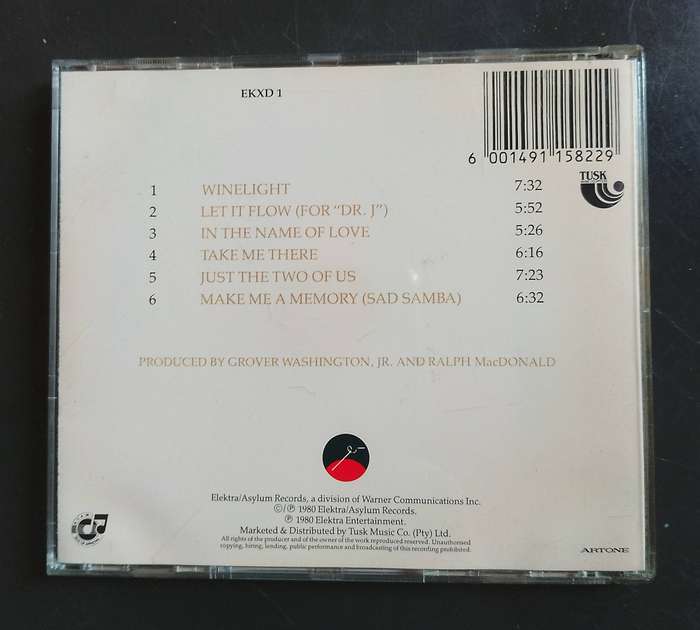 EKXD 1
6 001491 158229
TUSK
1 WINELIGHT 7:32
2 LET IT FLOW (FOR “DR. J”) 5:52
3 IN THE NAME OF LOVE 5:26
4 TAKE ME THERE 6:16
5 JUST THE TWO OF US 7:23
6 MAKE ME A MEMORY (SAD SAMBA) 6:32
PRODUCED BY GROVER WASHINGTON, JR. AND RALPH MacDONALD
Elektra/Asylum Records, a division of Warner Communications Inc.
©/℗ 1980 Elektra/Asylum Records.
℗ 1980 Elektra Entertainment.
Marketed & Distributed by Tusk Music Co. (Pty) Ltd.
All rights of the producer and of the owner of the work reproduced reserved. Unauthorised
copying, hiring, lending, public performance and broadcasting of this recording prohibited.
ARTONE